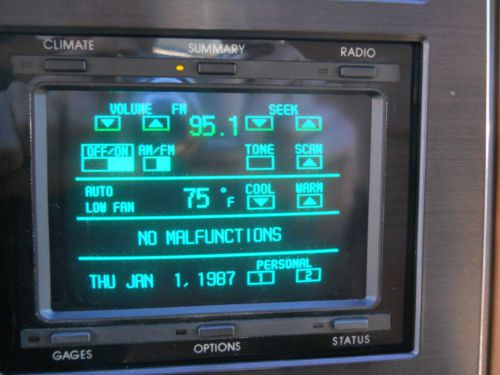 CLIMATE SUMMARY RADIO
VOLUME FM SEEK
95.1
OFF/ON AM/FM TONE SCAN
AUTO 75 °F COOL WARM
LOW FAN
NO MALFUNCTIONS
PERSONAL
THU JAN 1, 1987 1 2
GAGES OPTIONS STATUS